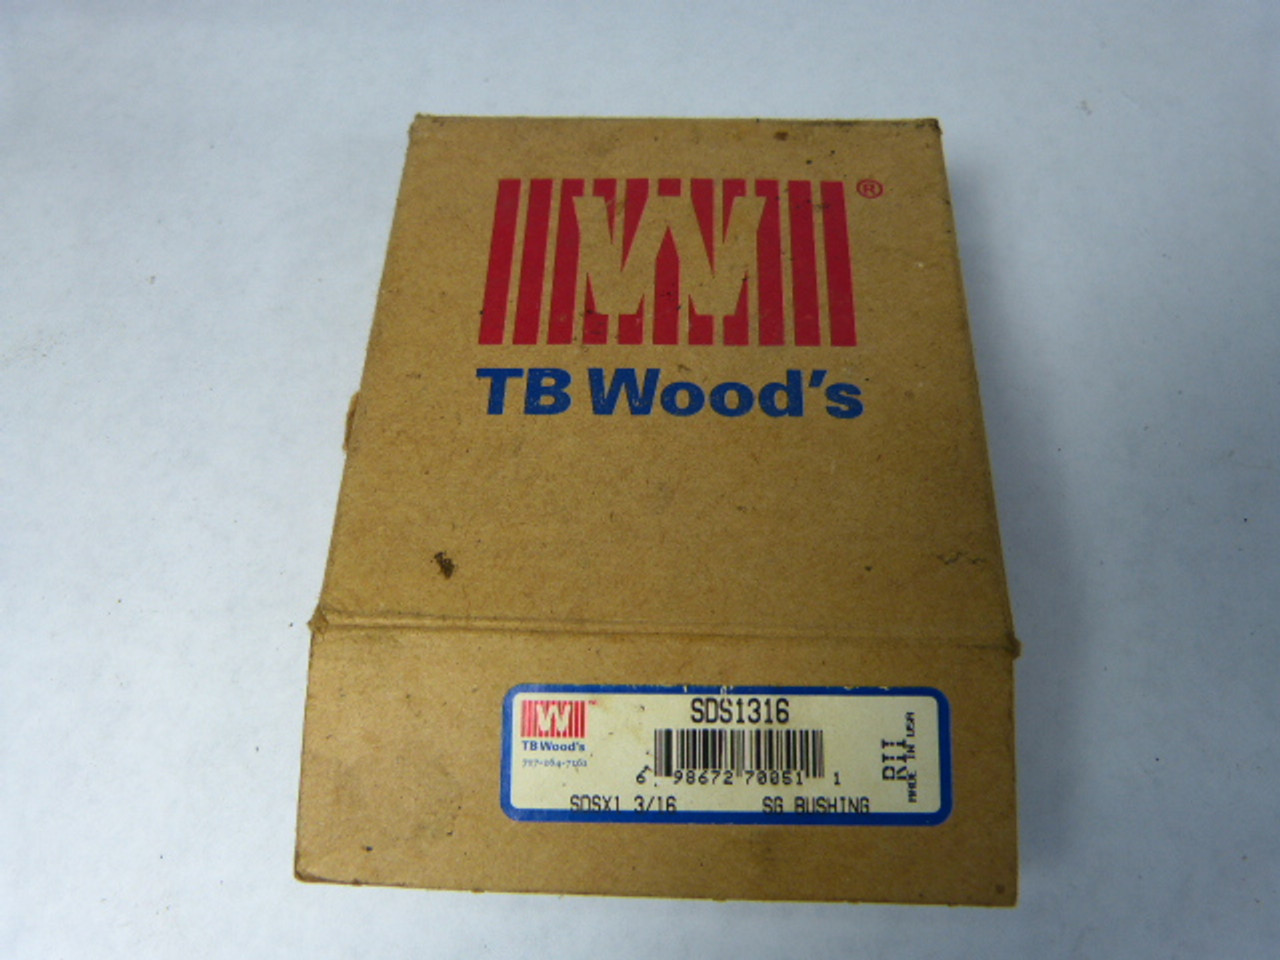 ®
TB Wood's
SDS1316
TB Wood's
6 98672 70051 1
SDSX1 3/16 SG BUSHING
MADE IN USA